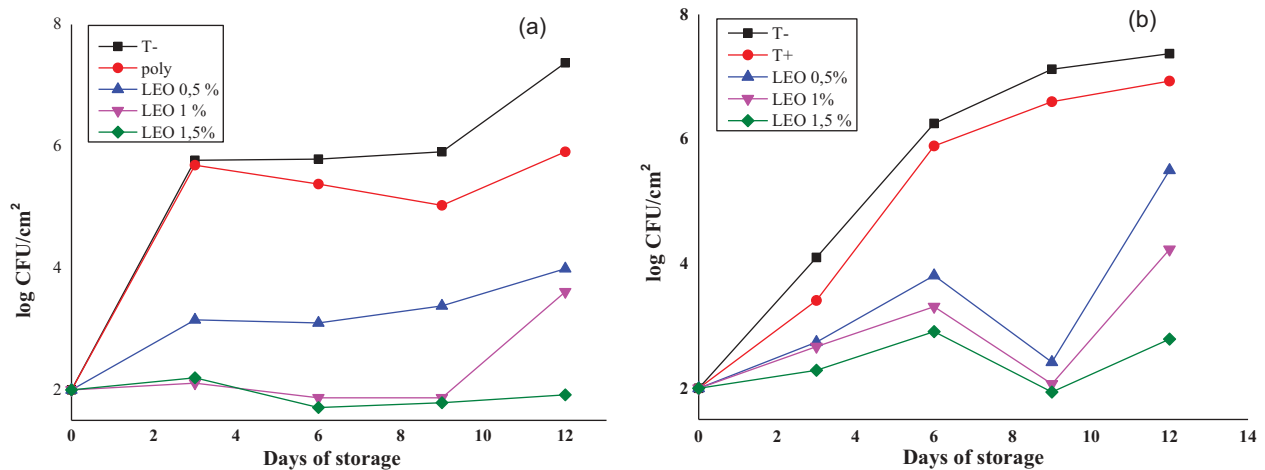 (a)
T-
poly
LEO 0,5 %
LEO 1 %
LEO 1,5%
log CFU/cm²
8
6
4
2
0 2 4 6 8 10 12
Days of storage
(b)
T-
T+
LEO 0,5%
LEO 1%
LEO 1,5 %
log CFU/cm²
8
6
4
2
0 2 4 6 8 10 12 14
Days of storage